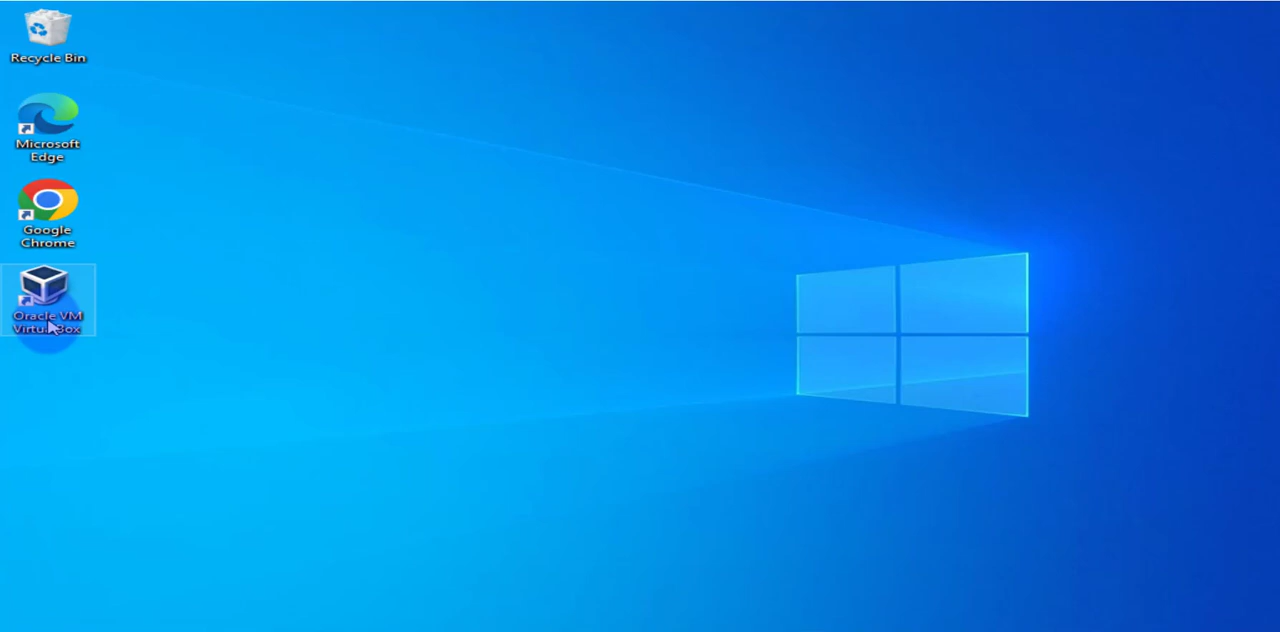 Recycle Bin
Microsoft
Edge
Google
Chrome
Oracle VM
VirtualBox